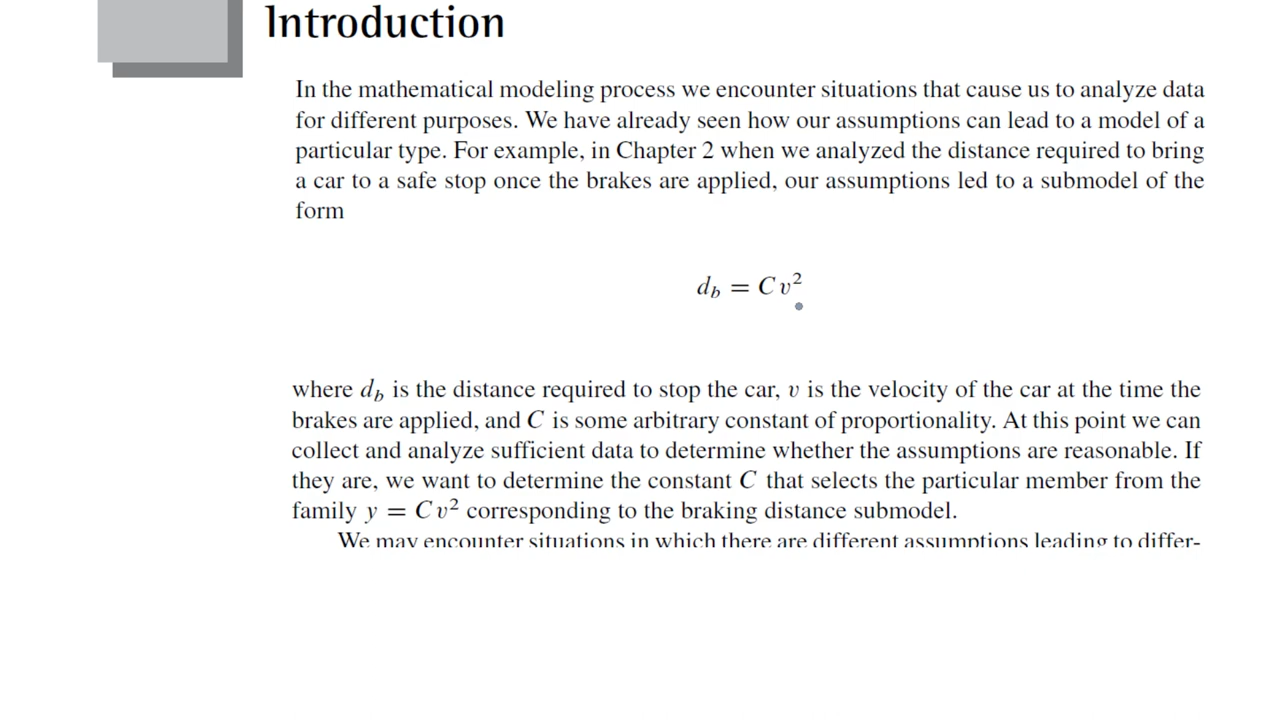 Introduction
In the mathematical modeling process we encounter situations that cause us to analyze data
for different purposes. We have already seen how our assumptions can lead to a model of a
particular type. For example, in Chapter 2 when we analyzed the distance required to bring
a car to a safe stop once the brakes are applied, our assumptions led to a submodel of the
form
d_b = Cv²
where d_b is the distance required to stop the car, v is the velocity of the car at the time the
brakes are applied, and C is some arbitrary constant of proportionality. At this point we can
collect and analyze sufficient data to determine whether the assumptions are reasonable. If
they are, we want to determine the constant C that selects the particular member from the
family y = Cv² corresponding to the braking distance submodel.
We may encounter situations in which there are different assumptions leading to differ-